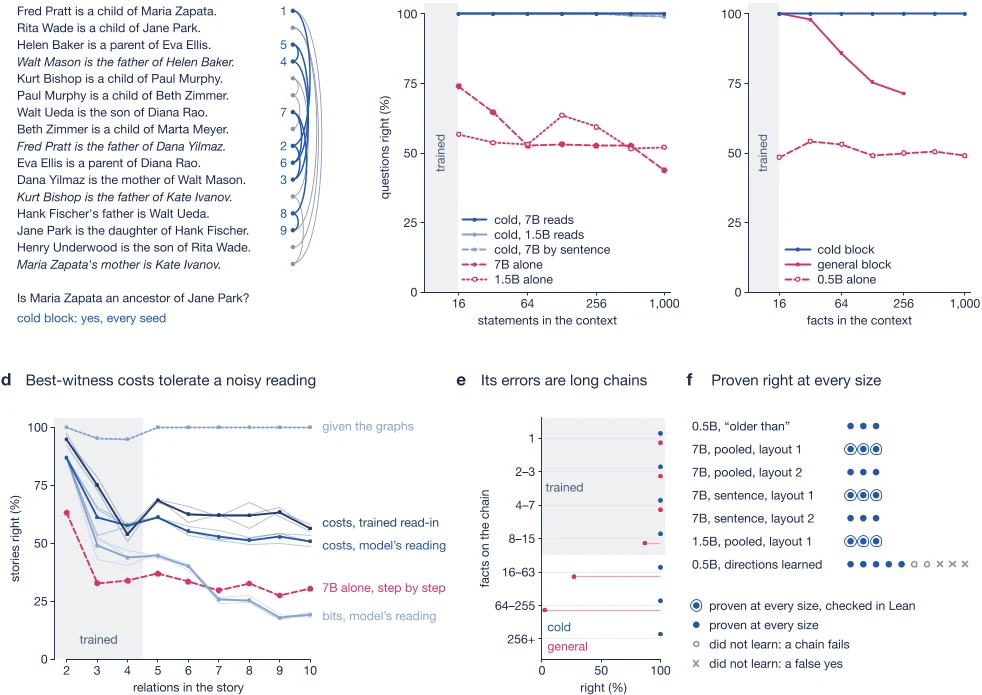 Fred Pratt is a child of Maria Zapata. 1
Rita Wade is a child of Jane Park.
Helen Baker is a parent of Eva Ellis. 5
Walt Mason is the father of Helen Baker. 4
Kurt Bishop is a child of Paul Murphy.
Paul Murphy is a child of Beth Zimmer.
Walt Ueda is the son of Diana Rao. 7
Beth Zimmer is a child of Marta Meyer.
Fred Pratt is the father of Dana Yilmaz. 2
Eva Ellis is a parent of Diana Rao. 6
Dana Yilmaz is the mother of Walt Mason. 3
Kurt Bishop is the father of Kate Ivanov.
Hank Fischer's father is Walt Ueda. 8
Jane Park is the daughter of Hank Fischer. 9
Henry Underwood is the son of Rita Wade.
Maria Zapata's mother is Kate Ivanov.
Is Maria Zapata an ancestor of Jane Park?
cold block: yes, every seed
questions right (%)
100
75
50
25
0
trained
cold, 7B reads
cold, 1.5B reads
cold, 7B by sentence
7B alone
1.5B alone
16 64 256 1,000
statements in the context
100
75
50
25
0
trained
cold block
general block
0.5B alone
16 64 256 1,000
facts in the context
d Best-witness costs tolerate a noisy reading
stories right (%)
100
75
50
25
0
given the graphs
costs, trained read-in
costs, model's reading
7B alone, step by step
bits, model's reading
trained
2 3 4 5 6 7 8 9 10
relations in the story
e Its errors are long chains
facts on the chain
1
2–3
trained
4–7
8–15
16–63
64–255
cold
256+
general
0 50 100
right (%)
f Proven right at every size
0.5B, “older than”
7B, pooled, layout 1
7B, pooled, layout 2
7B, sentence, layout 1
7B, sentence, layout 2
1.5B, pooled, layout 1
0.5B, directions learned
proven at every size, checked in Lean
proven at every size
did not learn: a chain fails
did not learn: a false yes